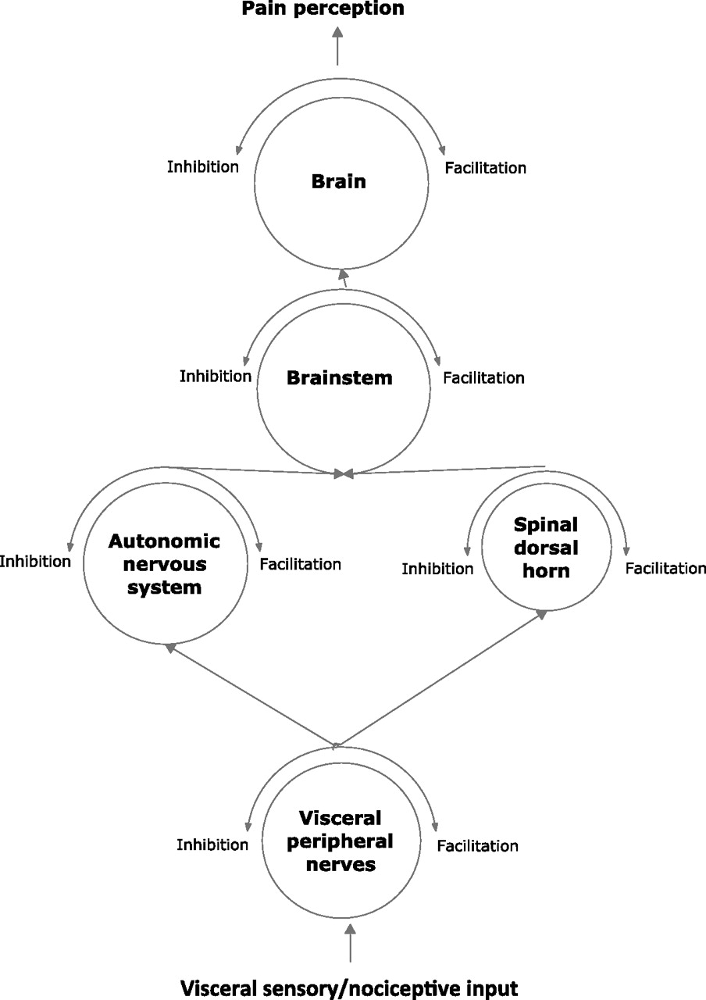 Pain perception
Inhibition
Facilitation
Brain
Inhibition
Brainstem
Facilitation
Autonomic
nervous
system
Inhibition
Facilitation
Spinal
dorsal
horn
Inhibition
Facilitation
Visceral
peripheral
nerves
Inhibition
Facilitation
Visceral sensory/nociceptive input